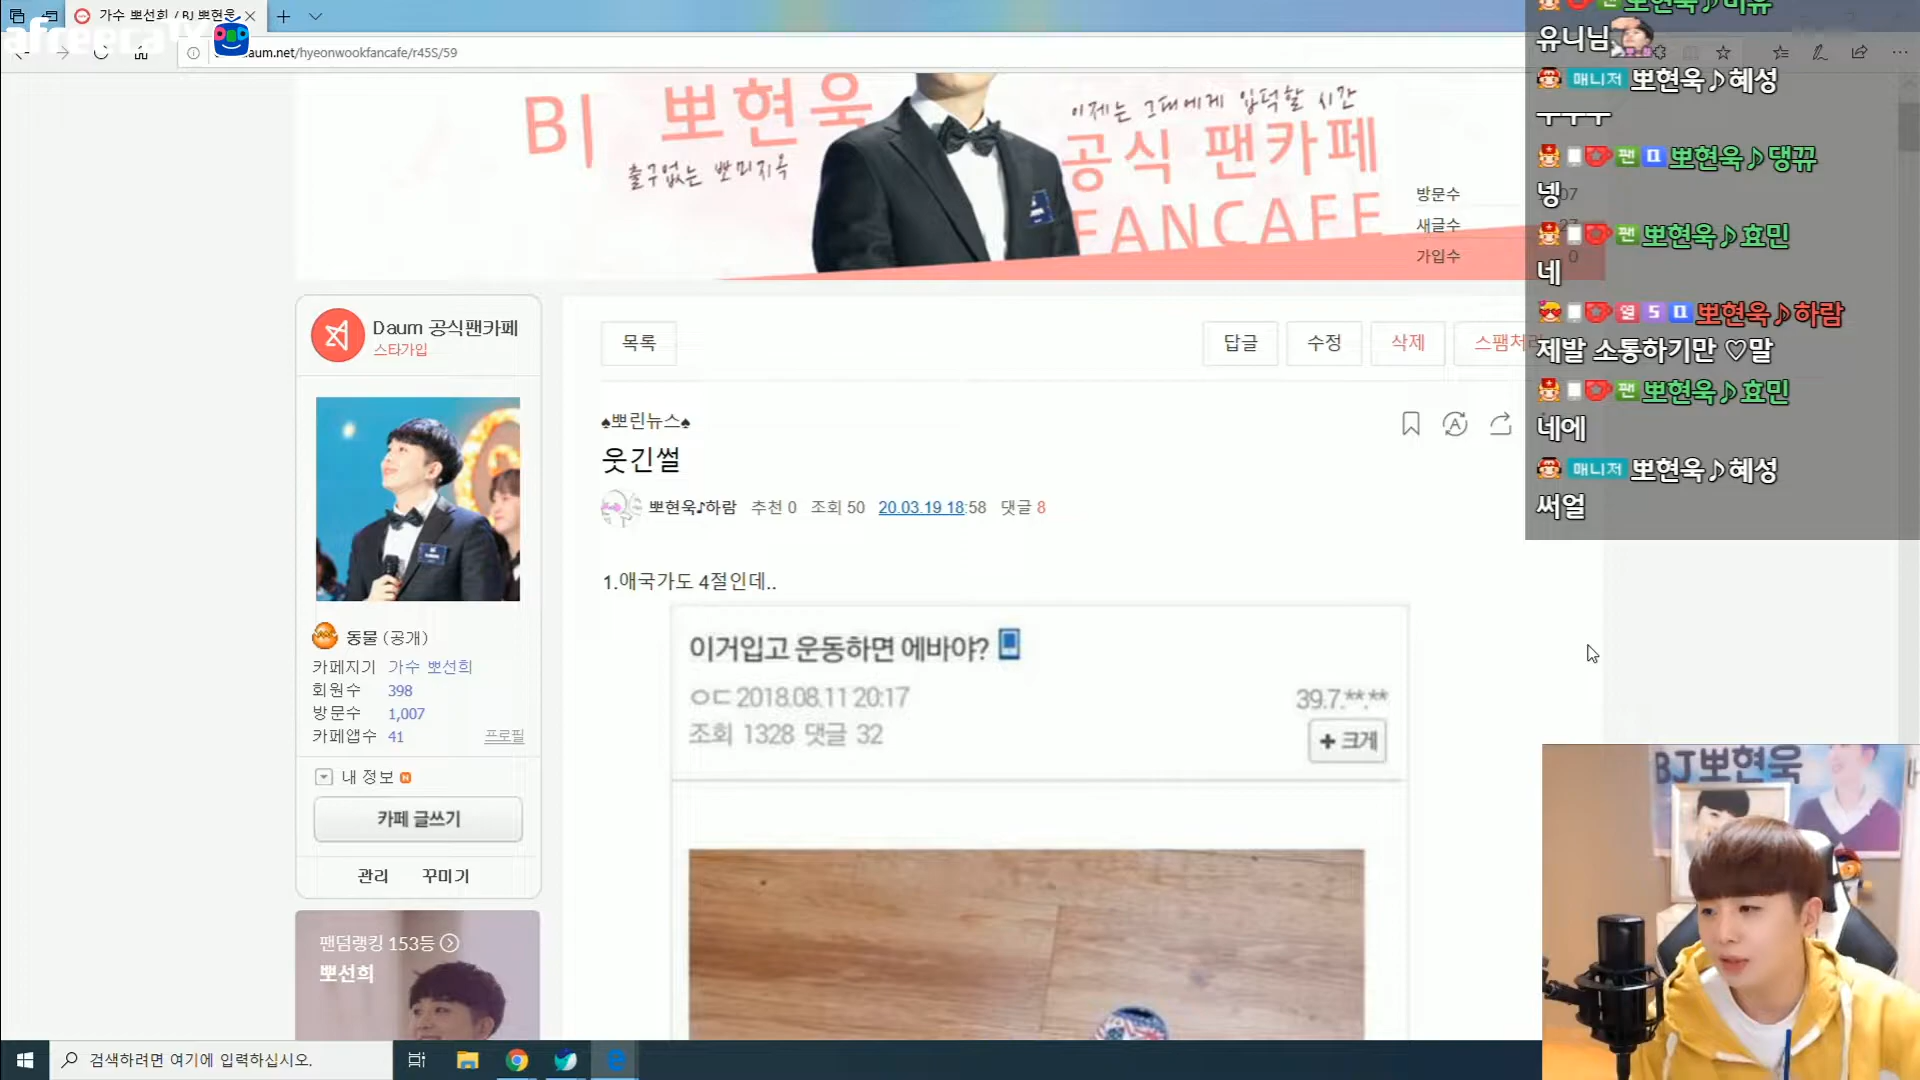 가수 뽀선희 / BJ 뽀현욱
afreecaTV
aum.net/hyeonwookfancafe/r45S/59
BJ 뽀현욱
출구없는 뽀며지옥
이제는 그대에게 입덕할 시간
공식 팬카페
FANCAFE
방문수
새글수 27
가입수 0
Daum 공식팬카페
스타가입
동물 (공개)
카페지기 가수 뽀선희
회원수 398
방문수 1,007
카페앱수 41
프로필
내 정보
카페 글쓰기
관리 꾸미기
팬덤랭킹 153등
뽀선희
목록
답글 수정 삭제 스팸처리
♠뽀린뉴스♠
웃긴썰
뽀현욱♪하람 추천 0 조회 50 20.03.19 18:58 댓글 8
1.애국가도 4절인데..
이거입고 운동하면 에바야?
ㅇㄷ 2018.08.11 20:17
39.7.**.**
조회 1328 댓글 32
+ 크게
유니님
매니저 뽀현욱♪혜성
ㅜㅜㅜ
팬 뽀현욱♪댕뀨
넹
팬 뽀현욱♪효민
네
열 5 뽀현욱♪하람
제발 소통하기만 ♡말
팬 뽀현욱♪효민
네에
매니저 뽀현욱♪혜성
써얼
BJ뽀현욱
검색하려면 여기에 입력하십시오.